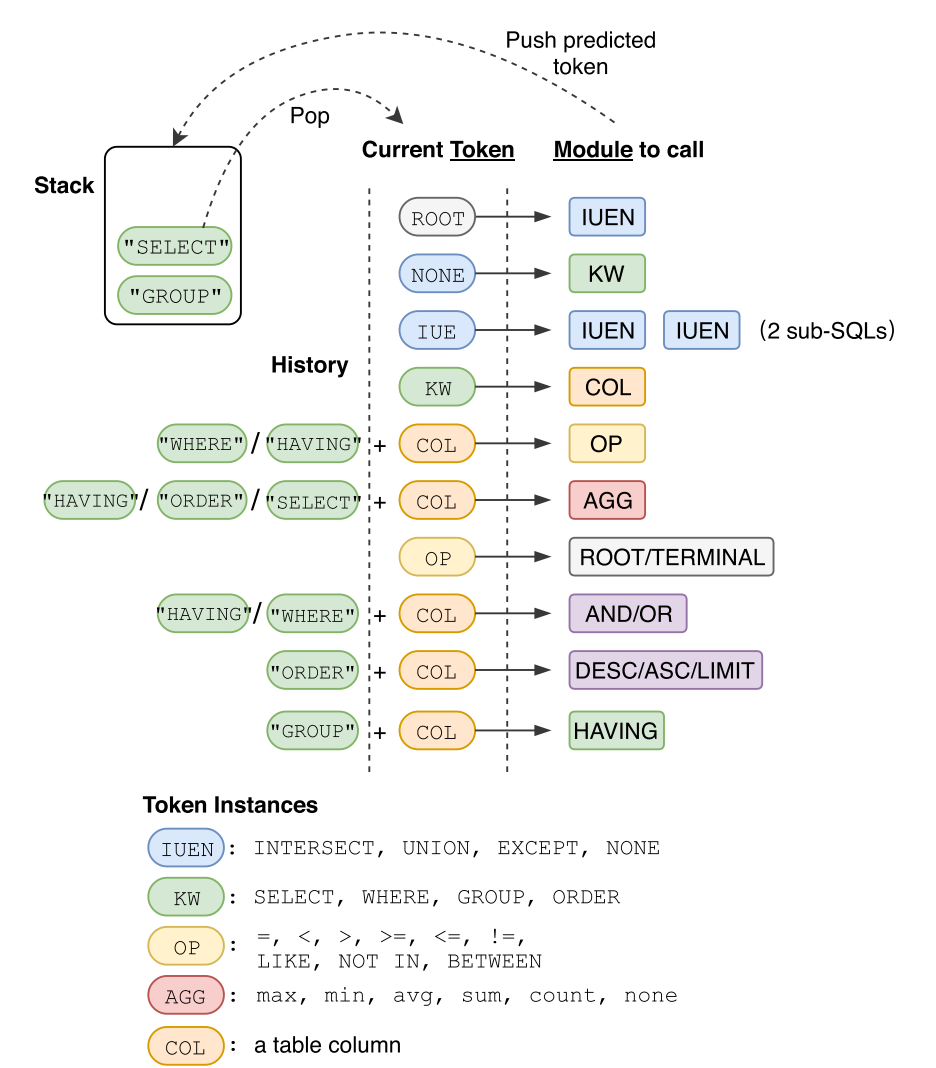 Push predicted
token
Pop
Current Token Module to call
Stack
"SELECT"
"GROUP"
ROOT IUEN
NONE KW
IUE IUEN IUEN (2 sub-SQLs)
History
KW COL
"WHERE" / "HAVING" + COL OP
"HAVING" / "ORDER" / "SELECT" + COL AGG
OP ROOT/TERMINAL
"HAVING" / "WHERE" + COL AND/OR
"ORDER" + COL DESC/ASC/LIMIT
"GROUP" + COL HAVING
Token Instances
IUEN : INTERSECT, UNION, EXCEPT, NONE
KW : SELECT, WHERE, GROUP, ORDER
OP : =, <, >, >=, <=, !=,
LIKE, NOT IN, BETWEEN
AGG : max, min, avg, sum, count, none
COL : a table column